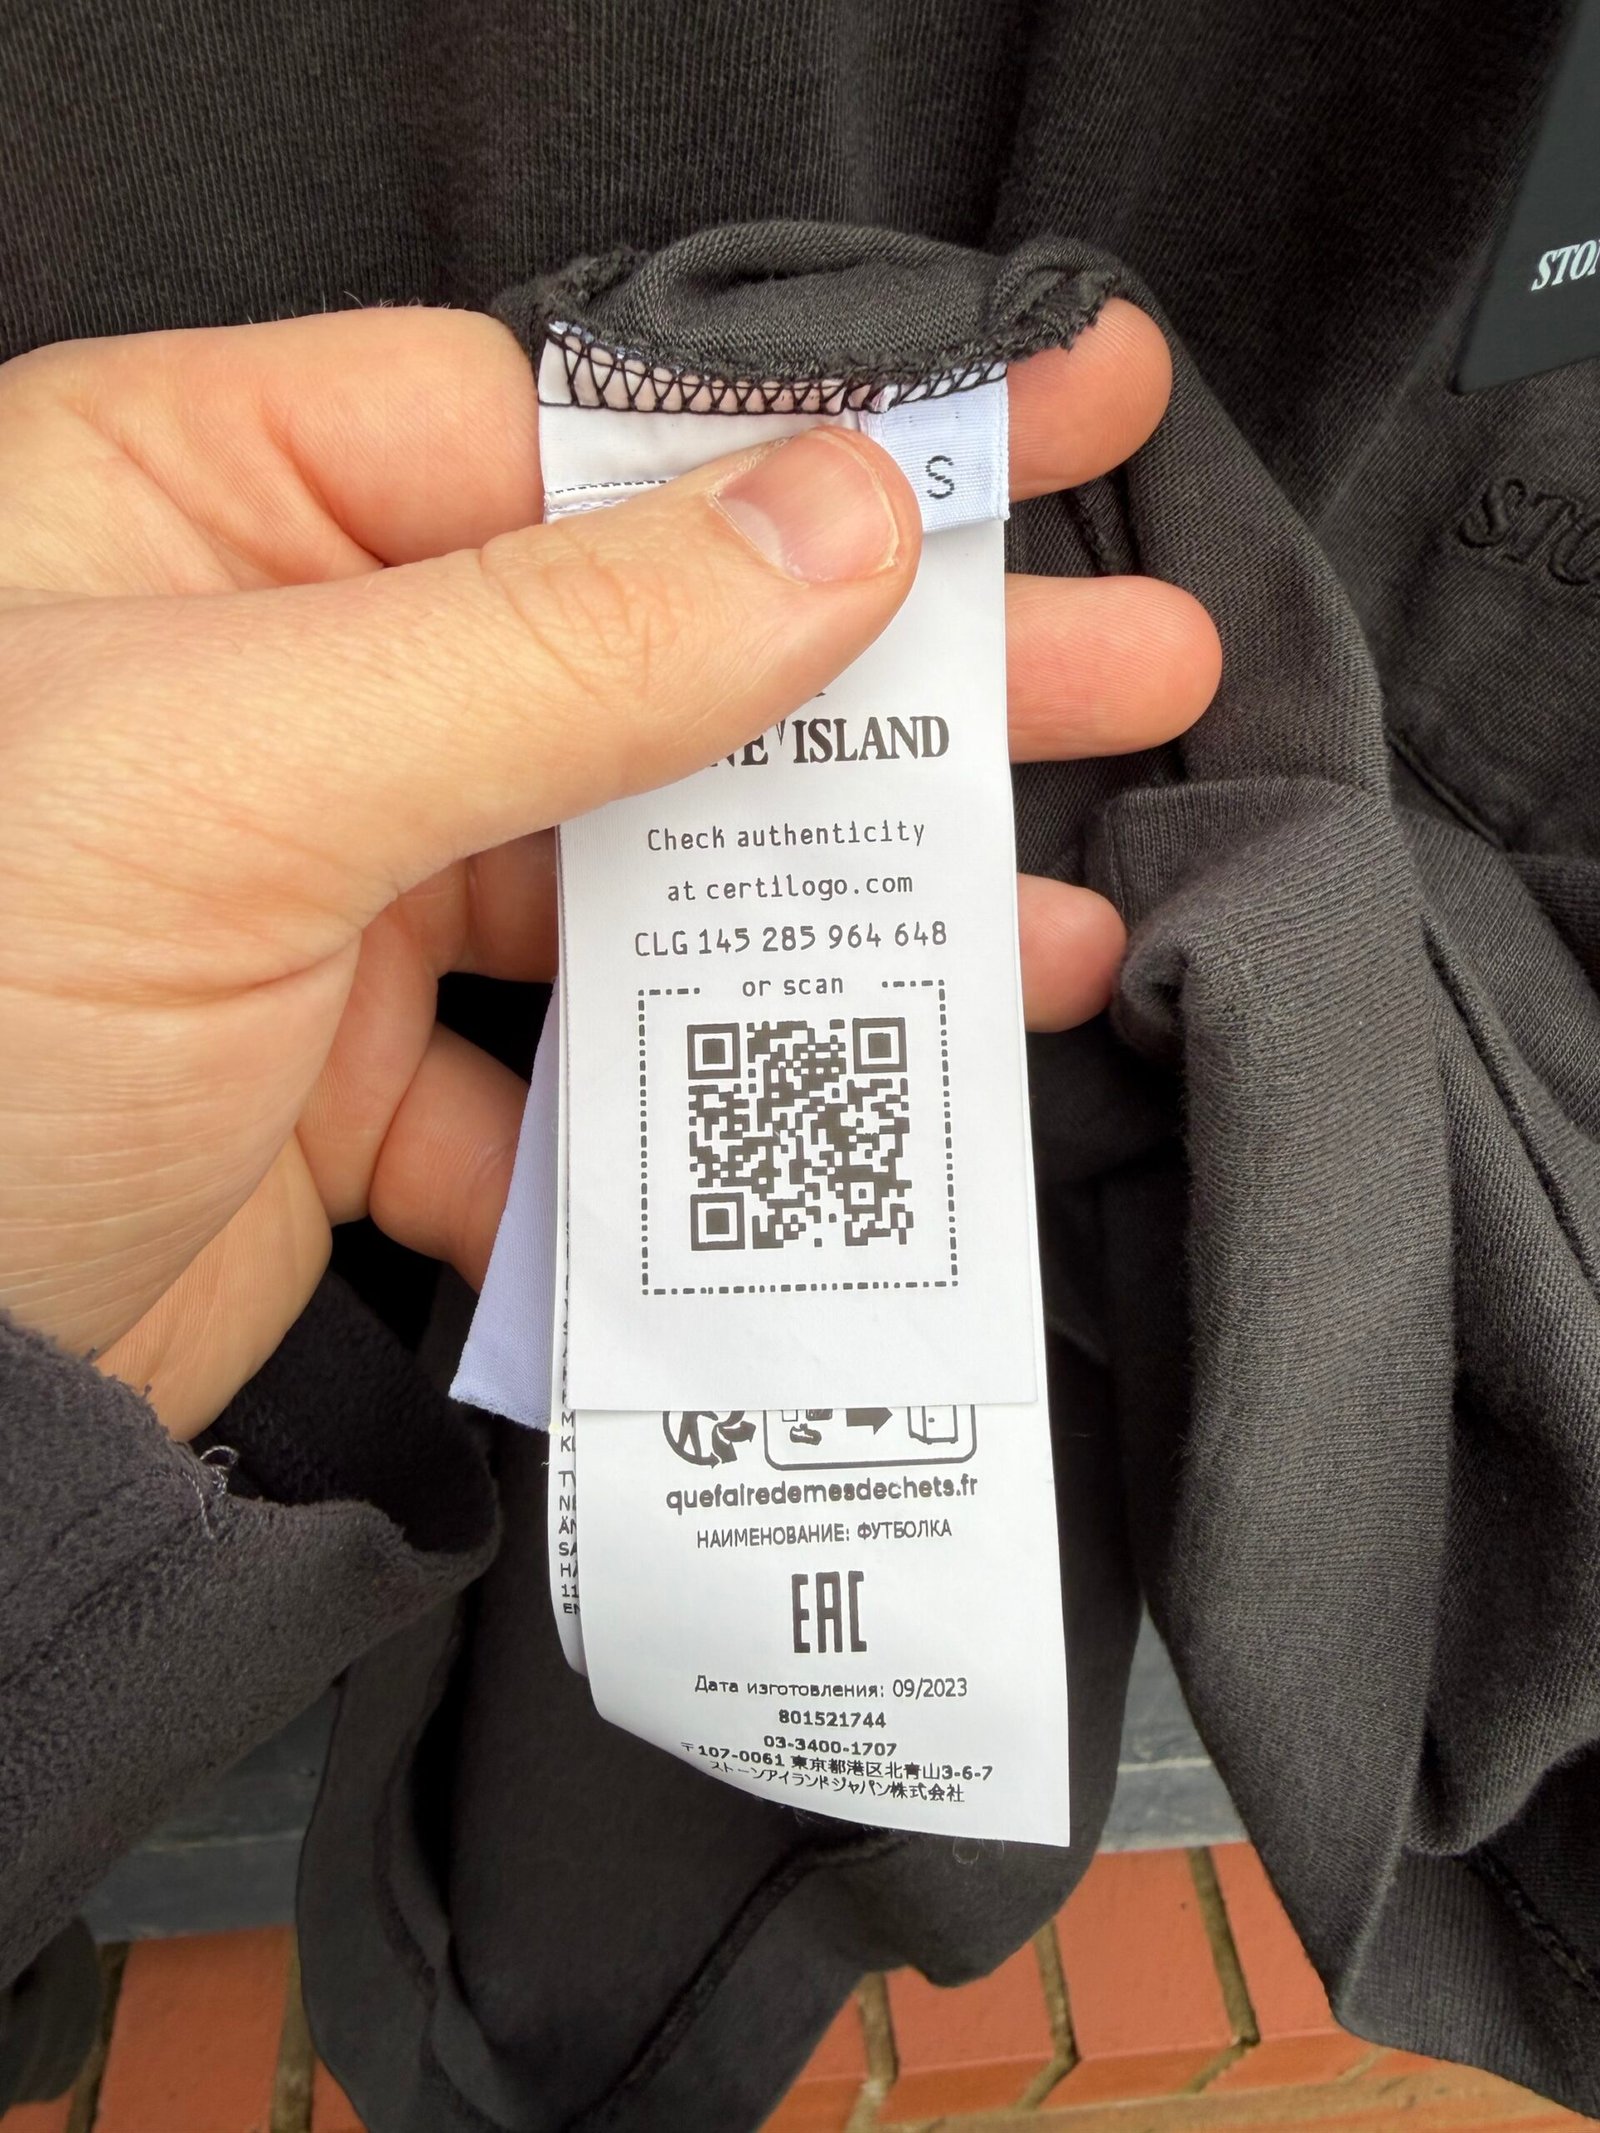 S
ISLAND
Check authenticity
at certilogo.com
CLG 145 285 964 648
or scan
quefairedemesdechets.fr
НАИМЕНОВАНИЕ: ФУТБОЛКА
EAC
Дата изготовления: 09/2023
801521744
03-3400-1707
〒107-0061 東京都港区北青山3-6-7
ストーンアイランドジャパン株式会社